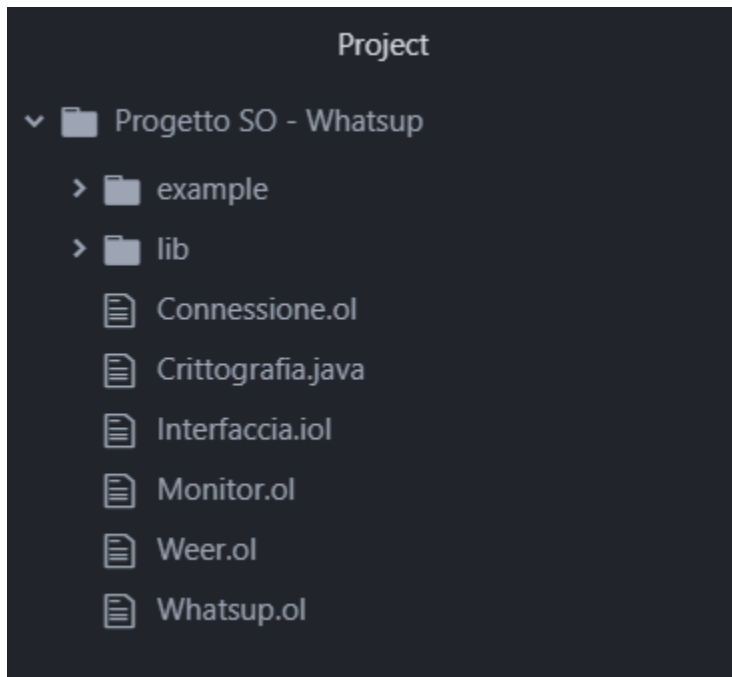 Project
Progetto SO - Whatsup
example
lib
Connessione.ol
Crittografia.java
Interfaccia.iol
Monitor.ol
Weer.ol
Whatsup.ol